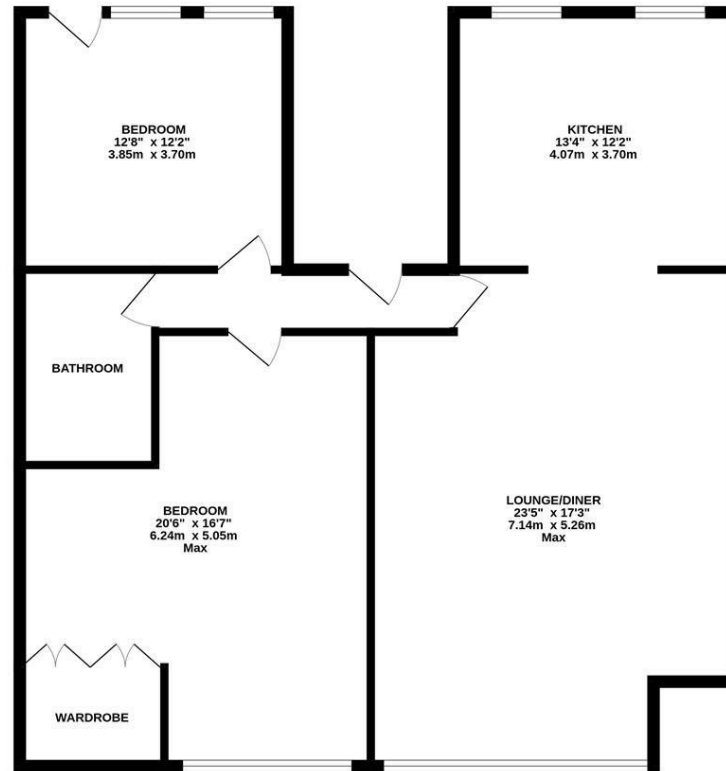 BEDROOM
12'8" x 12'2"
3.85m x 3.70m
KITCHEN
13'4" x 12'2"
4.07m x 3.70m
BATHROOM
BEDROOM
20'6" x 16'7"
6.24m x 5.05m
Max
LOUNGE/DINER
23'5" x 17'3"
7.14m x 5.26m
Max
WARDROBE